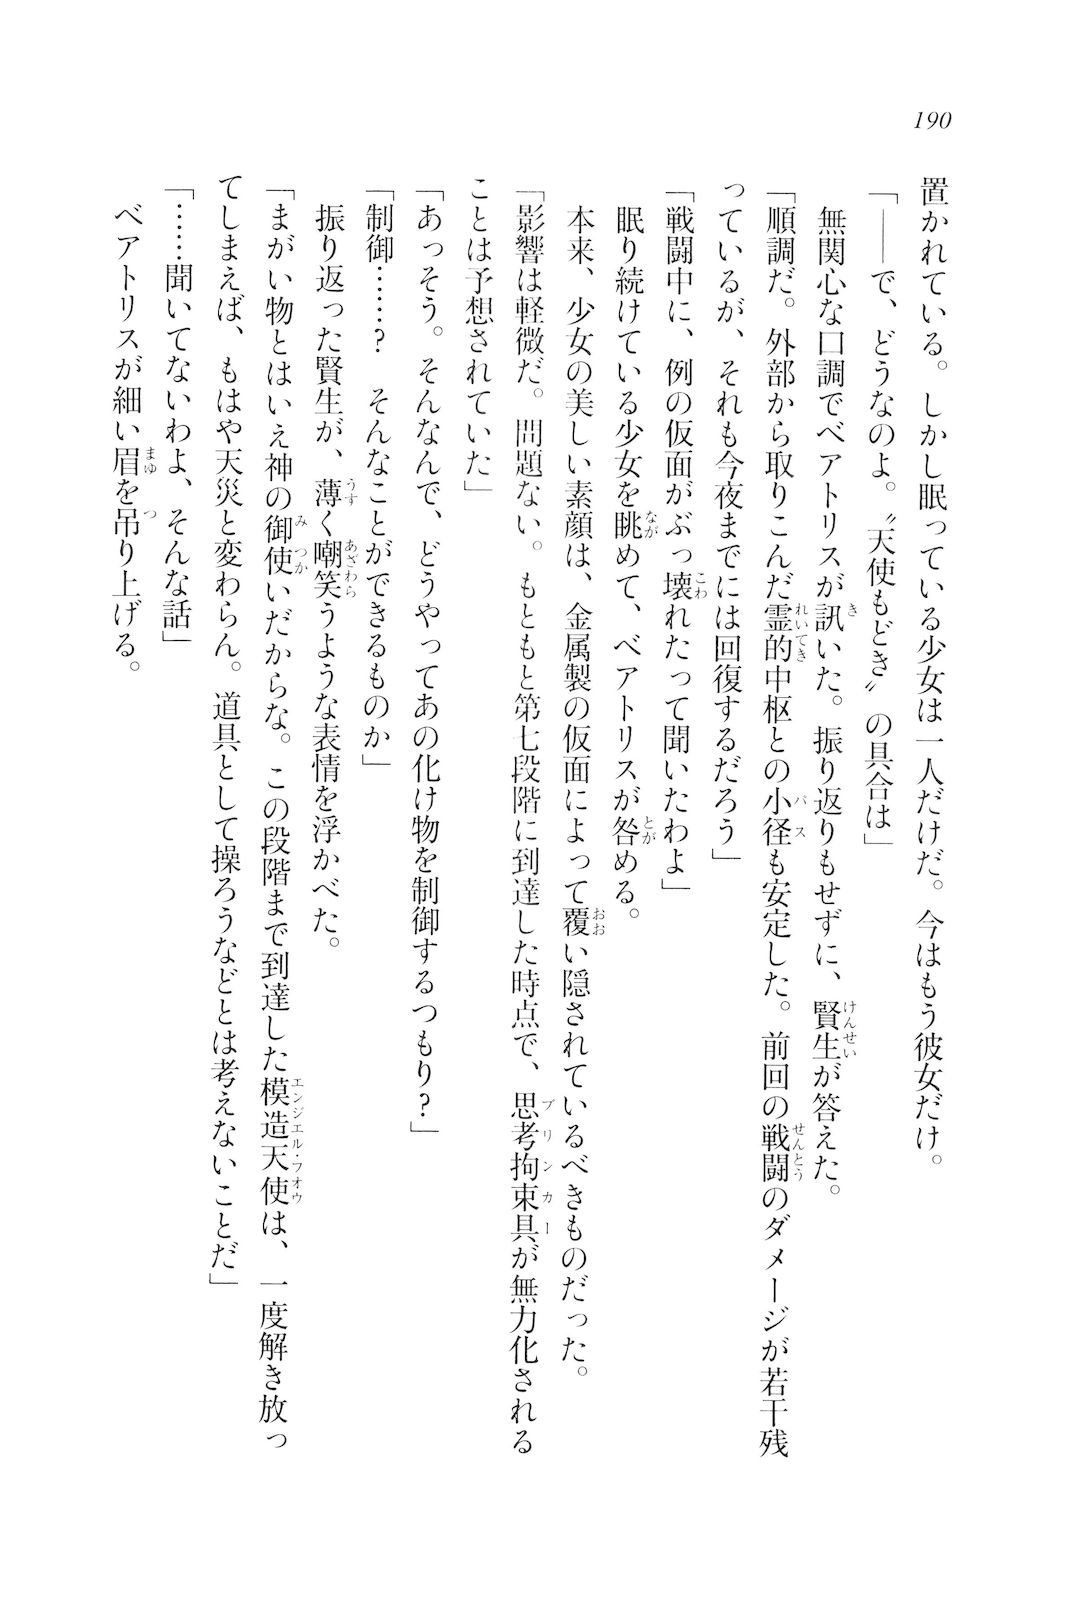 190
置かれている。しかし眠っている少女は一人だけだ。今はもう彼女だけ。
「――で、どうなのよ。〝天使もどき〟の具合は」
無関心な口調でベアトリスが訊いた。振り返りもせずに、賢生が答えた。
「順調だ。外部から取りこんだ霊的中枢との小径も安定した。前回の戦闘のダメージが若干残
っているが、それも今夜までには回復するだろう」
「戦闘中に、例の仮面がぶっ壊れたって聞いたわよ」
眠り続けている少女を眺めて、ベアトリスが咎める。
本来、少女の美しい素顔は、金属製の仮面によって覆い隠されているべきものだった。
「影響は軽微だ。問題ない。もともと第七段階に到達した時点で、思考拘束具が無力化される
ことは予想されていた」
「あっそう。そんなんで、どうやってあの化け物を制御するつもり?」
「制御……? そんなことができるものか」
振り返った賢生が、薄く嘲笑うような表情を浮かべた。
「まがい物とはいえ神の御使いだからな。この段階まで到達した模造天使は、一度解き放っ
てしまえば、もはや天災と変わらん。道具として操ろうなどとは考えないことだ」
「……聞いてないわよ、そんな話」
ベアトリスが細い眉を吊り上げる。